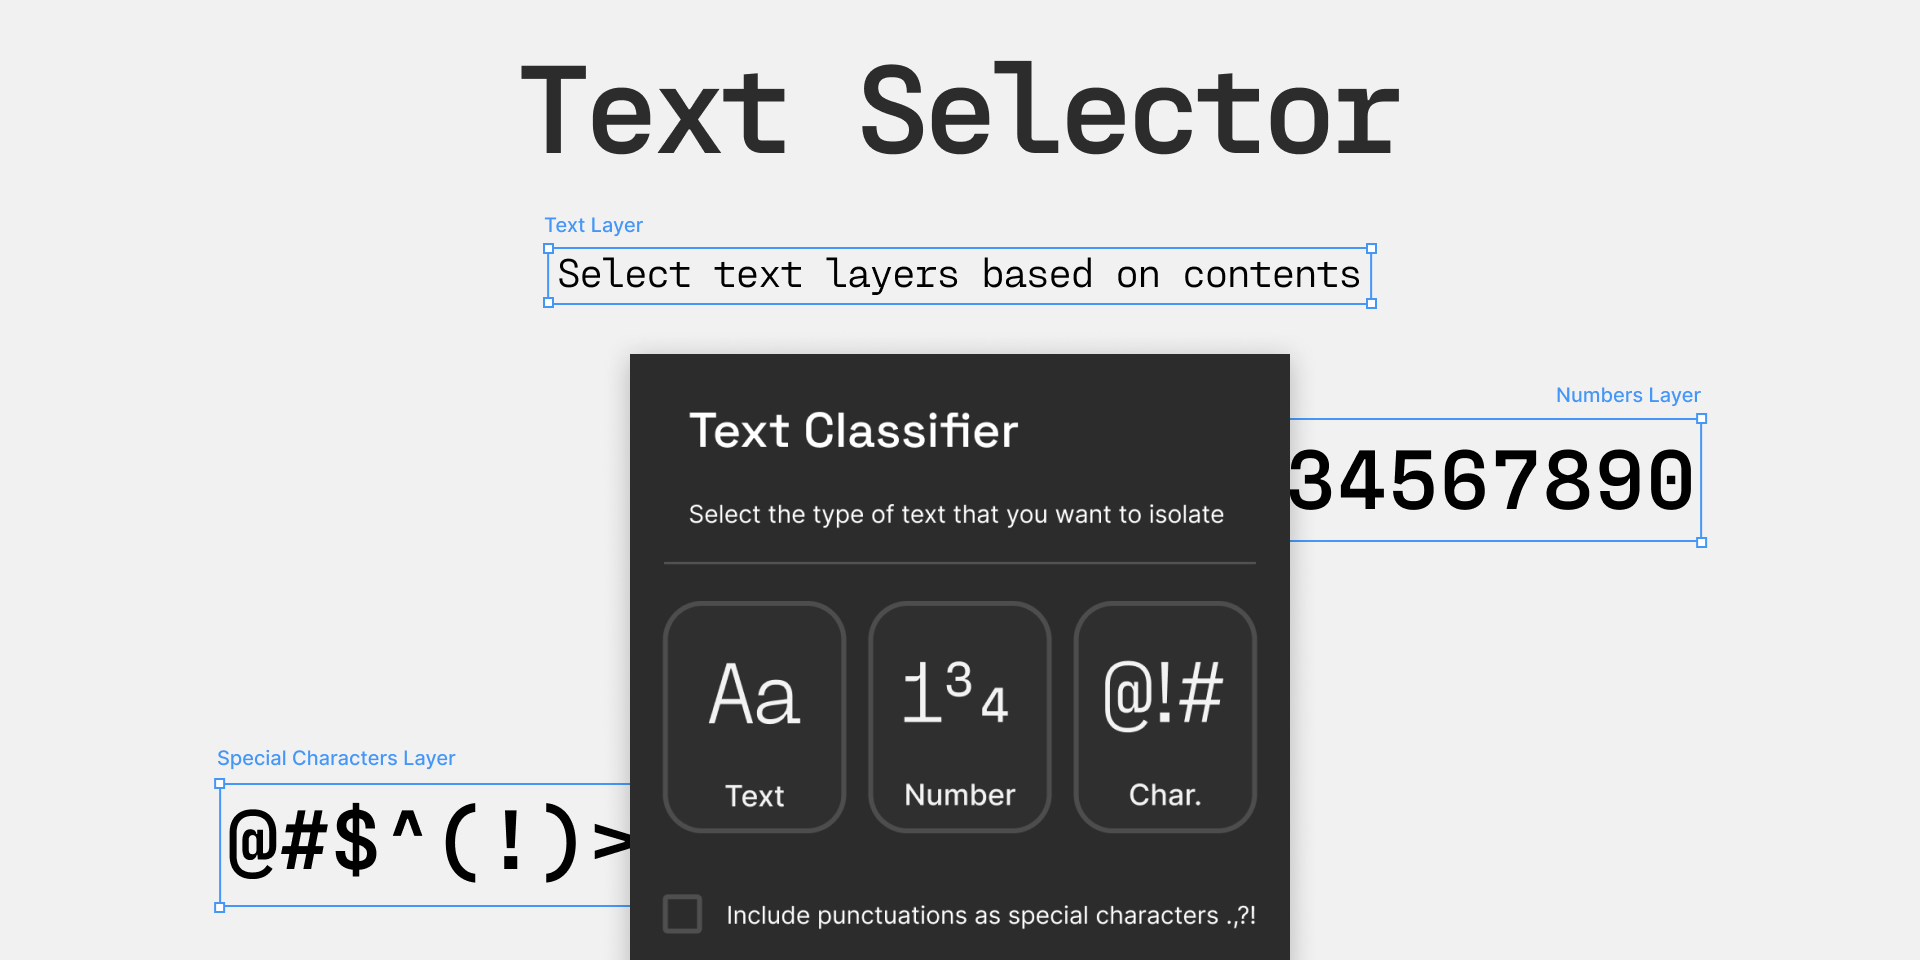 Text Selector
Text Layer
Select text layers based on contents
Text Classifier
Select the type of text that you want to isolate
Numbers Layer
34567890
Aa
1³₄
@!#
Text
Number
Char.
Special Characters Layer
@#$^(!)>
Include punctuations as special characters .,?!